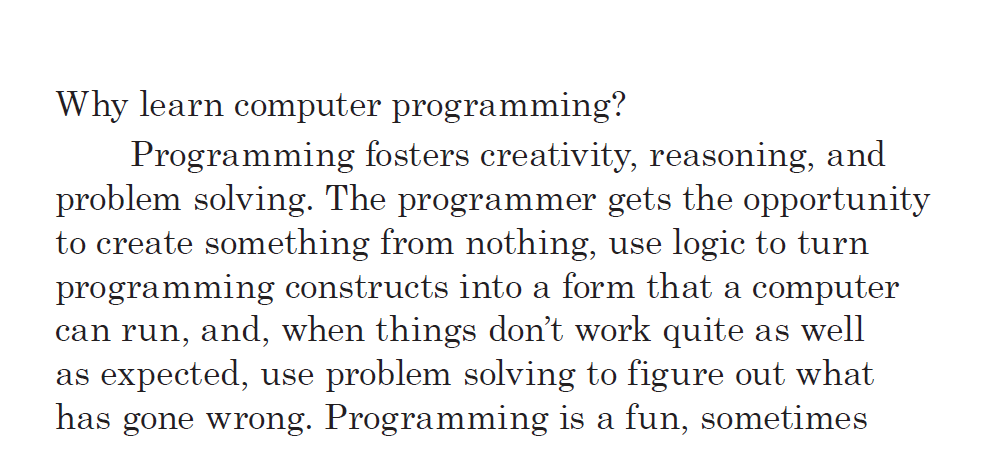 Why learn computer programming?
Programming fosters creativity, reasoning, and
problem solving. The programmer gets the opportunity
to create something from nothing, use logic to turn
programming constructs into a form that a computer
can run, and, when things don’t work quite as well
as expected, use problem solving to figure out what
has gone wrong. Programming is a fun, sometimes